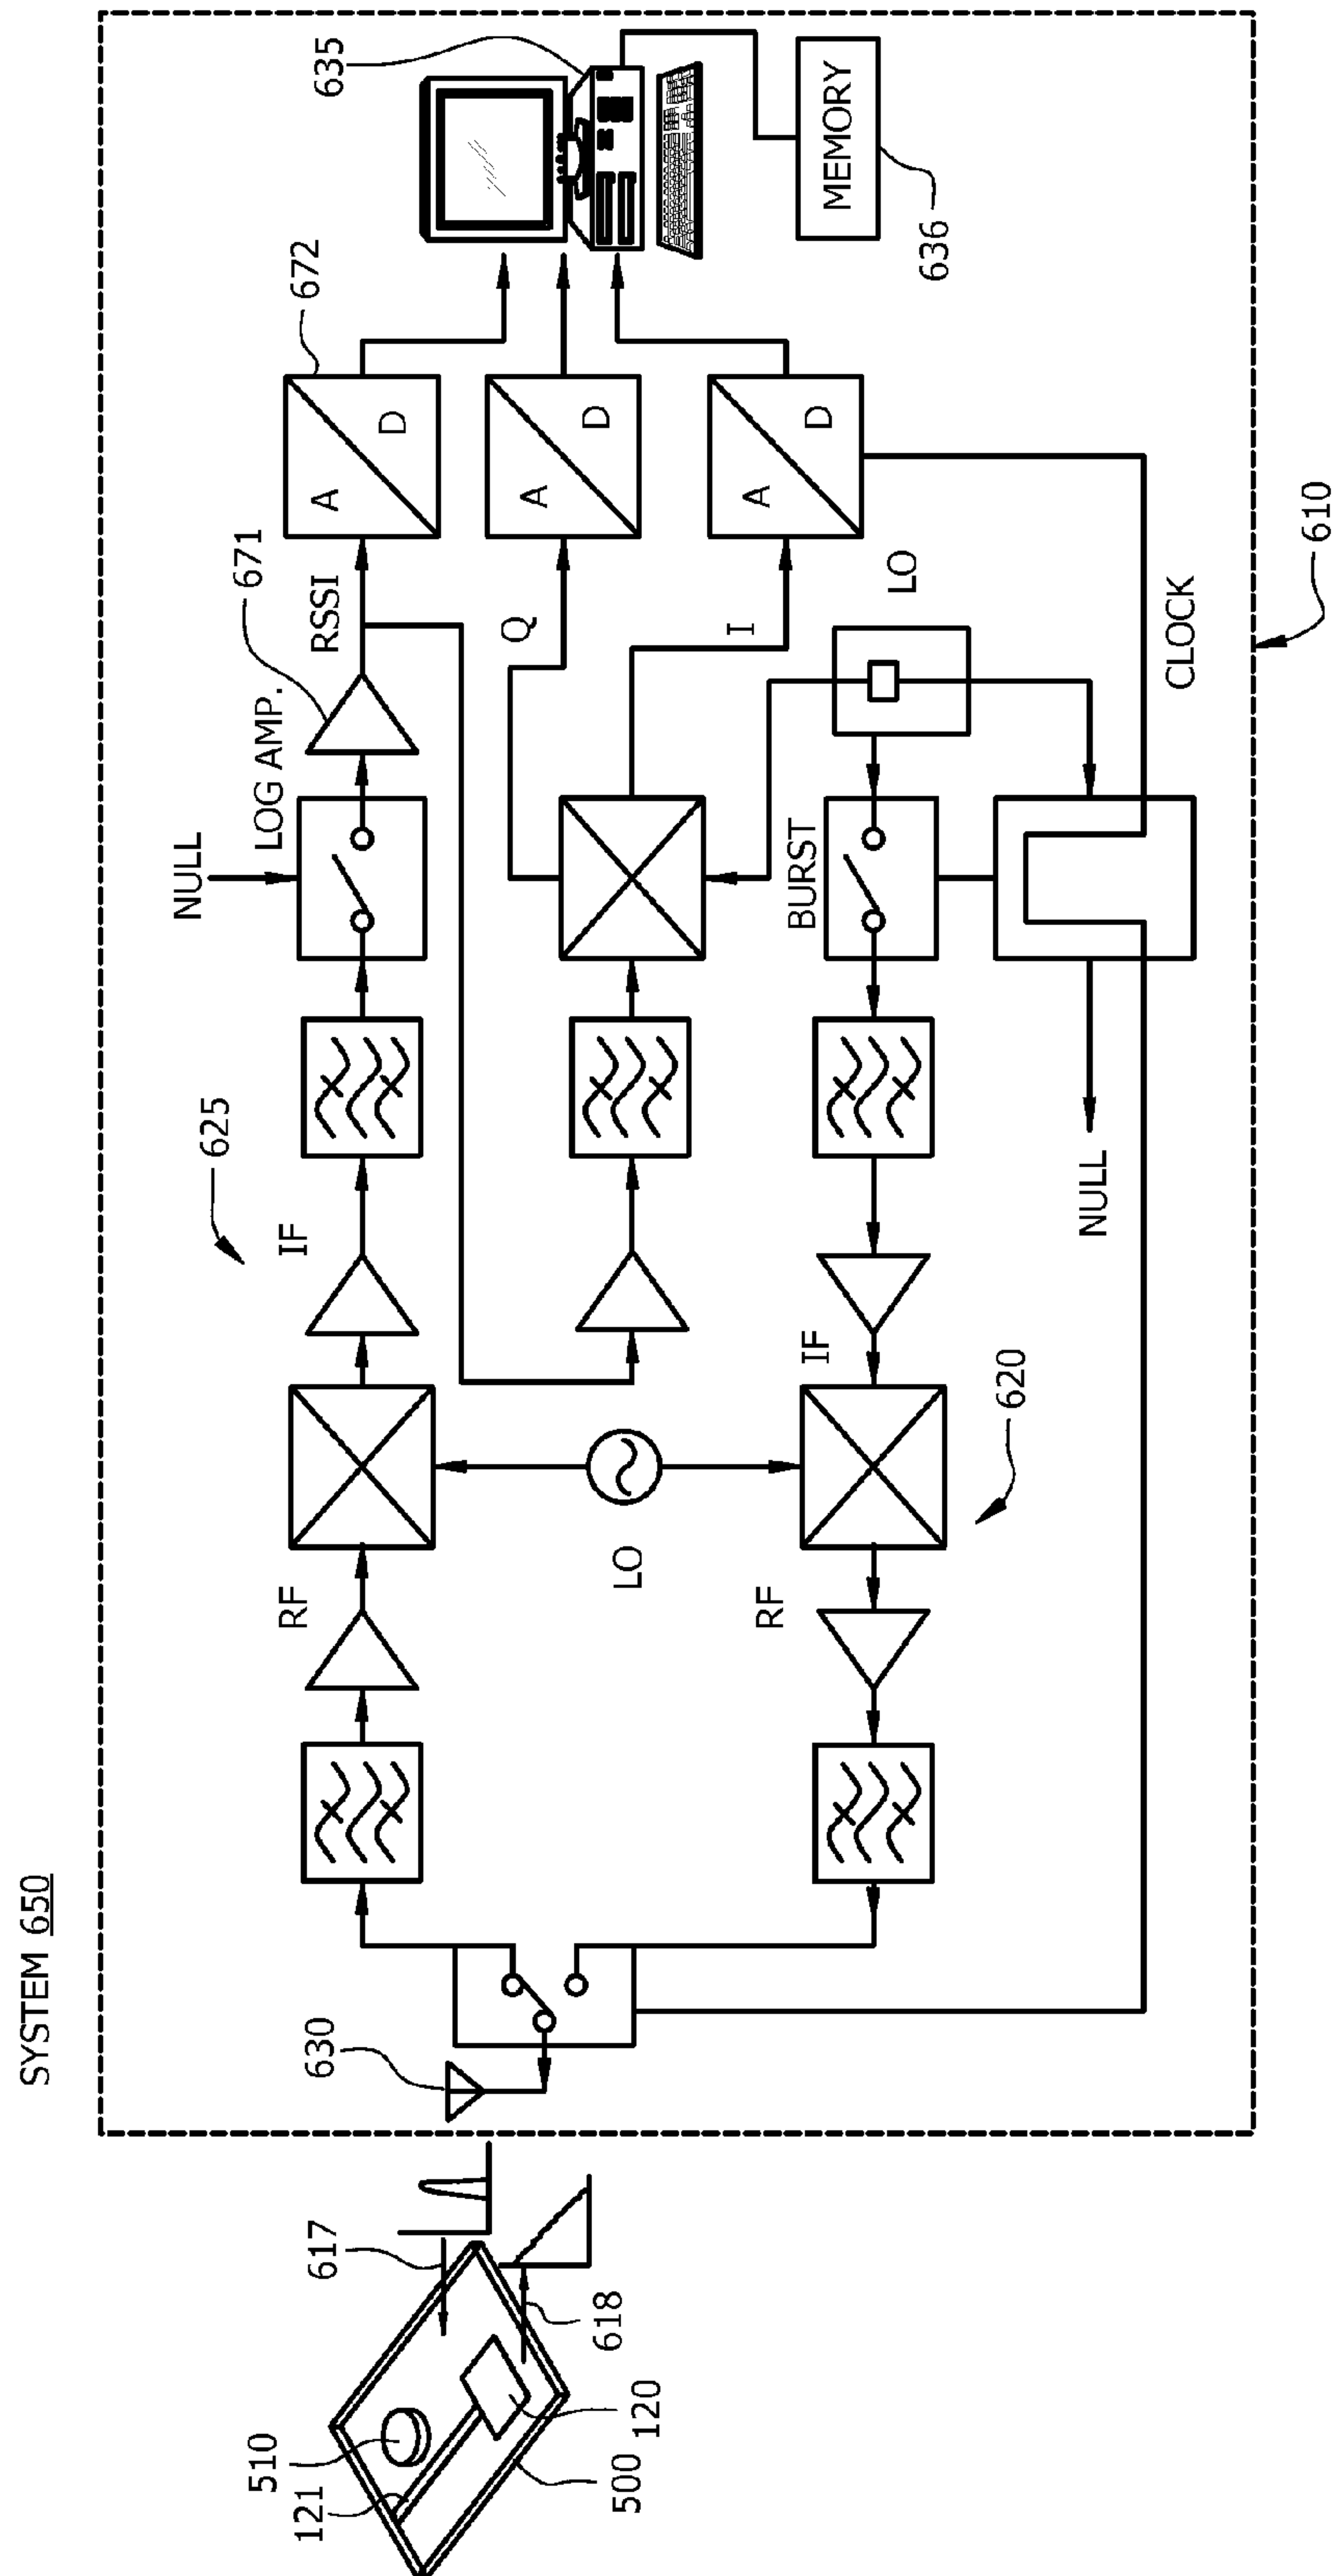 SYSTEM 650
635
672
671
MEMORY
636
A
D
A
D
A
D
RSSI
Q
I
LOG AMP.
NULL
LO
BURST
CLOCK
610
625
IF
NULL
IF
620
RF
LO
RF
630
617
618
510
121
500
120